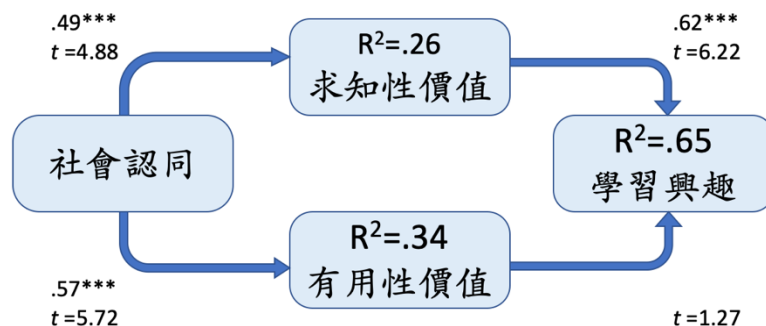 .49***
t =4.88
R²=.26
求知性價值
.62***
t=6.22
社會認同
R²=.65
學習興趣
R²=.34
有用性價值
.57***
t =5.72
t =1.27